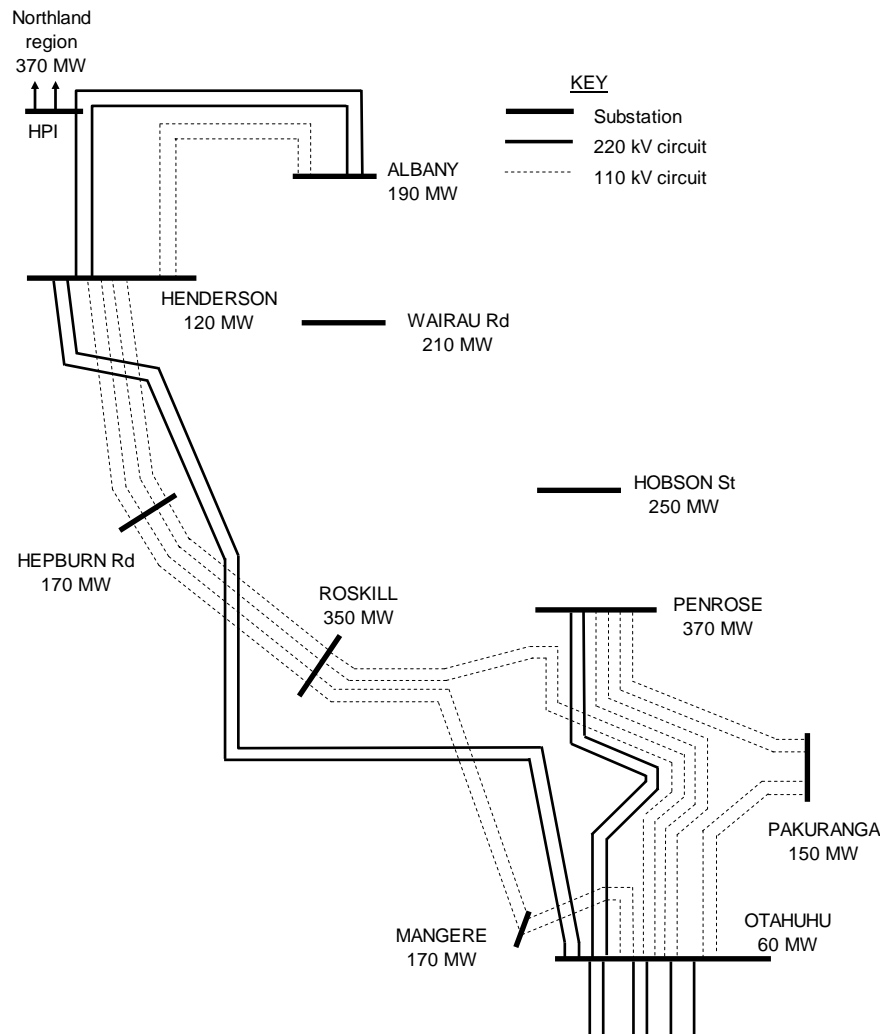 Northland
region
370 MW
HPI
KEY
Substation
220 kV circuit
110 kV circuit
ALBANY
190 MW
HENDERSON
120 MW
WAIRAU Rd
210 MW
HOBSON St
250 MW
HEPBURN Rd
170 MW
ROSKILL
350 MW
PENROSE
370 MW
PAKURANGA
150 MW
MANGERE
170 MW
OTAHUHU
60 MW